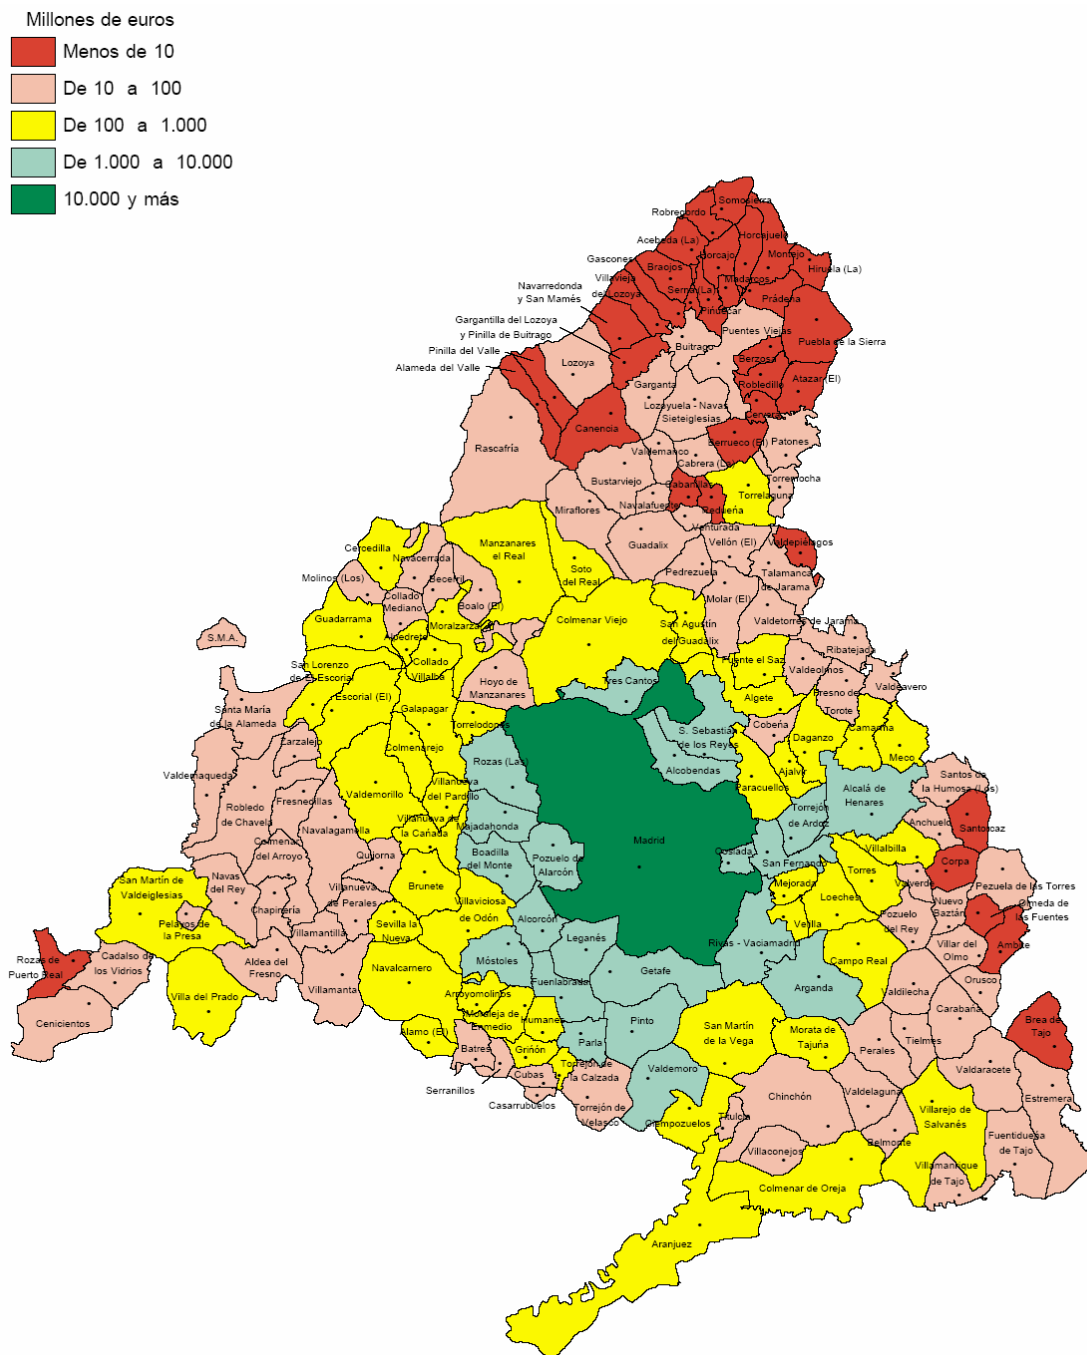 Millones de euros
Menos de 10
De 10 a 100
De 100 a 1.000
De 1.000 a 10.000
10.000 y más
Somosierra
Robregordo
Acebeda (La)
Horcajuelo
Horcajo
Montejo
Gascones
Braojos
Hiruela (La)
Villavieja
de Lozoya
Serna (La)
Madarcos
Prádena
Navarredonda
y San Mamés
Piñuecar
Gargantilla del Lozoya
y Pinilla de Buitrago
Puentes Viejas
Puebla de la Sierra
Buitrago
Pinilla del Valle
Alameda del Valle
Lozoya
Berzosa
Garganta
Robledillo
Atazar (El)
Lozoyuela - Navas
Sieteiglesias
Cervera
Canencia
Rascafría
Berrueco (El)
Patones
Valdemanco
Cabrera (La)
Bustarviejo
Cabanillas
Torremocha
Torrelaguna
Navalafuente
Redueña
Miraflores
Venturada
Guadalix
Vellón (El)
Valdepiélagos
Cercedilla
Navacerrada
Manzanares
el Real
Soto
del Real
Pedrezuela
Talamanca
de Jarama
Molinos (Los)
Becerril
Collado
Mediano
Boalo (El)
Molar (El)
Guadarrama
Moralzarzal
Colmenar Viejo
San Agustín
del Guadalix
Valdetorres de Jarama
S.M.A.
Alpedrete
Ribatejada
Collado
Villalba
San Lorenzo
de El Escorial
Fuente el Saz
Valdeolmos
Hoyo de
Manzanares
Tres Cantos
Valdeavero
Escorial (El)
Fresno de
Torote
Santa María
de la Alameda
Galapagar
Algete
Torrelodones
Cobeña
Camarma
S. Sebastián
de los Reyes
Daganzo
Zarzalejo
Colmenarejo
Meco
Rozas (Las)
Alcobendas
Ajalvir
Valdemaqueda
Paracuellos
Santos de
la Humosa (Los)
Villanueva
del Pardillo
Alcalá de
Henares
Robledo
de Chavela
Fresnedillas
Valdemorillo
Torrejón
de Ardoz
Villanueva de
la Cañada
Majadahonda
Anchuelo
Santorcaz
Navalagamella
Colmenar
del Arroyo
Madrid
Boadilla
del Monte
Pozuelo de
Alarcón
Coslada
San Fernando
Villalbilla
Corpa
Quijorna
Torres
San Martín de
Valdeiglesias
Navas
del Rey
Brunete
Mejorada
Valverde
Pezuela de las Torres
Villanueva
de Perales
Loeches
Olmeda de
las Fuentes
Villaviciosa
de Odón
Nuevo
Baztán
Chapinería
Pelayos de
la Presa
Sevilla la
Nueva
Alcorcón
Velilla
Pozuelo
del Rey
Villamantilla
Leganés
Rivas - Vaciamadrid
Villar del
Olmo
Ambite
Rozas de
Puerto Real
Cadalso de
los Vidrios
Aldea del
Fresno
Navalcarnero
Móstoles
Campo Real
Getafe
Fuenlabrada
Arganda
Orusco
Villamanta
Villa del Prado
Valdilecha
Arroyomolinos
Carabaña
Brea de
Tajo
Moraleja de
Enmedio
Humanes
Pinto
Cenicientos
San Martín
de la Vega
Morata de
Tajuña
Alamo (El)
Parla
Tielmes
Batres
Griñón
Perales
Torrejón de
la Calzada
Valdaracete
Cubas
Valdemoro
Serranillos
Valdelaguna
Chinchón
Estremera
Casarrubuelos
Torrejón de
Velasco
Villarejo de
Salvanés
Ciempozuelos
Titulcia
Fuentidueña
de Tajo
Belmonte
Villaconejos
Villamanrique
de Tajo
Colmenar de Oreja
Aranjuez